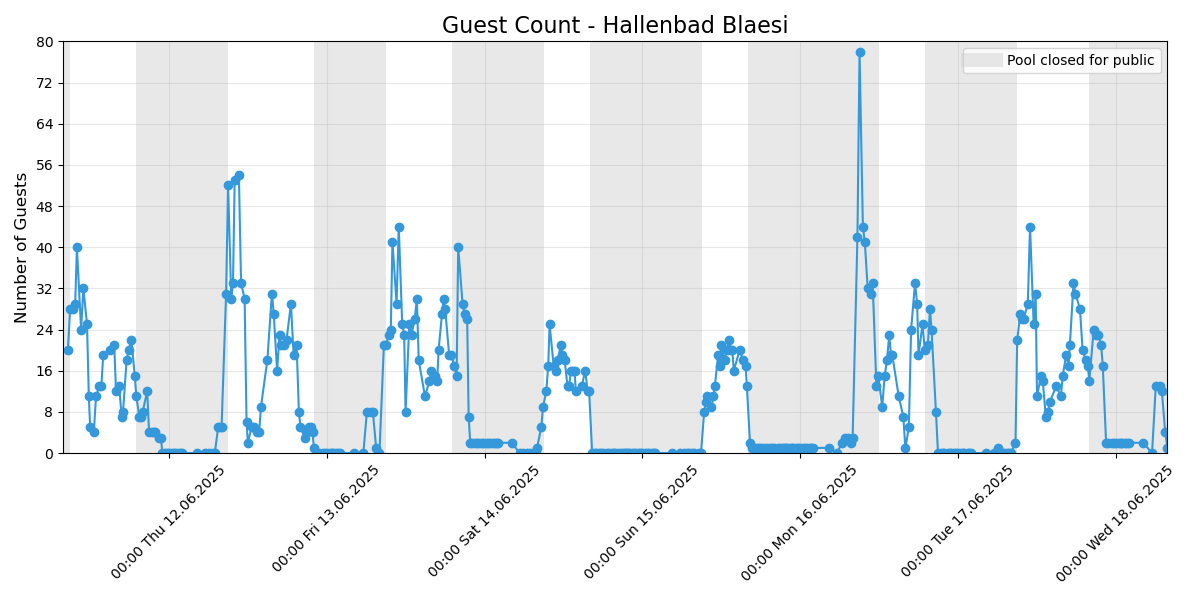 Guest Count - Hallenbad Blaesi
Pool closed for public
Number of Guests
80
72
64
56
48
40
32
24
16
8
0
00:00 Thu 12.06.2025
00:00 Fri 13.06.2025
00:00 Sat 14.06.2025
00:00 Sun 15.06.2025
00:00 Mon 16.06.2025
00:00 Tue 17.06.2025
00:00 Wed 18.06.2025